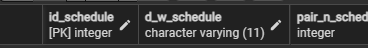 id_schedule
[PK] integer
d_w_schedule
character varying (11)
pair_n_sched
integer